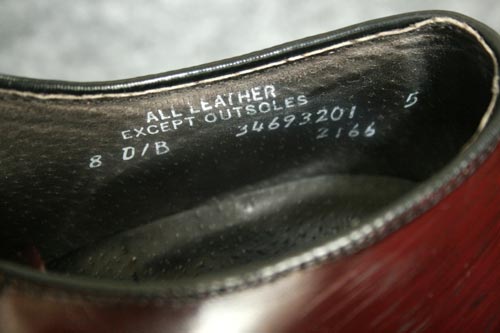 ALL LEATHER
EXCEPT OUTSOLES
8 D/B 34693201 5
2166